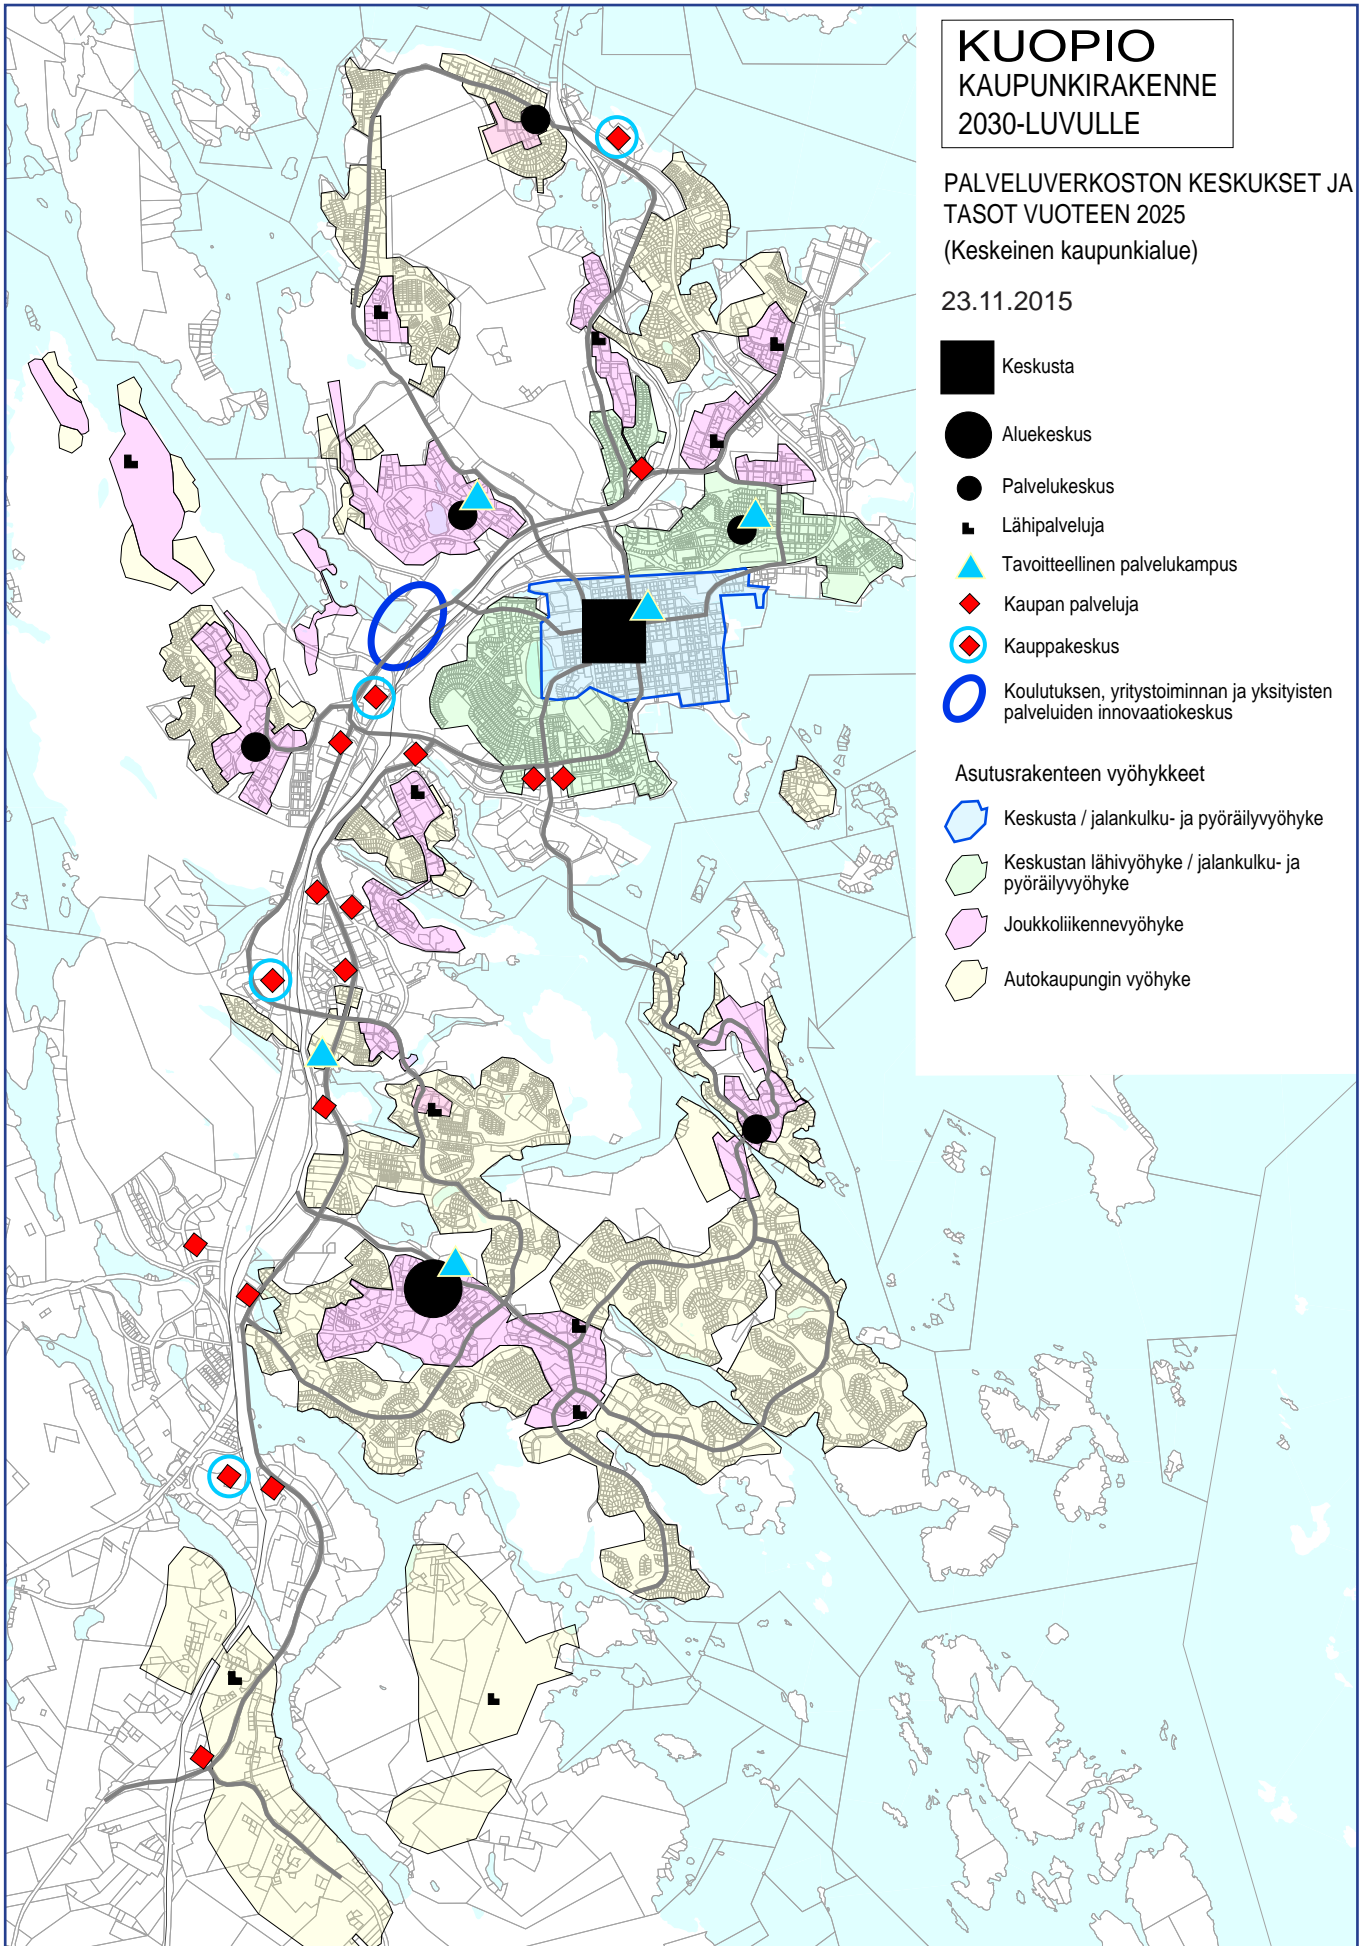 KUOPIO
KAUPUNKIRAKENNE
2030-LUVULLE
PALVELUVERKOSTON KESKUKSET JA
TASOT VUOTEEN 2025
(Keskeinen kaupunkialue)
23.11.2015
Keskusta
Aluekeskus
Palvelukeskus
Lähipalveluja
Tavoitteellinen palvelukampus
Kaupan palveluja
Kauppakeskus
Koulutuksen, yritystoiminnan ja yksityisten
palveluiden innovaatiokeskus
Asutusrakenteen vyöhykkeet
Keskusta / jalankulku- ja pyöräilyvyöhyke
Keskustan lähivyöhyke / jalankulku- ja
pyöräilyvyöhyke
Joukkoliikennevyöhyke
Autokaupungin vyöhyke